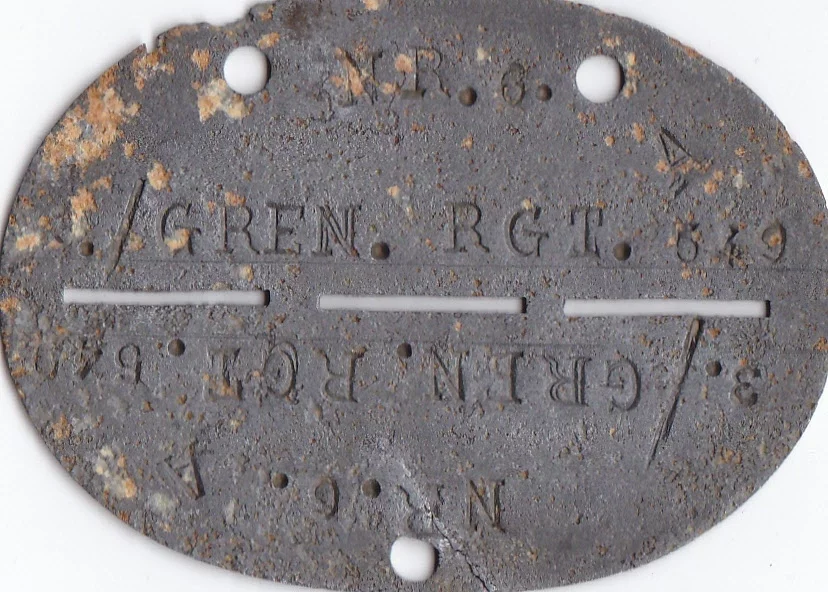 NR. 6.
A
./GREN. RGT. 649
3./GREN. RGT. 649
A
NR. 6.